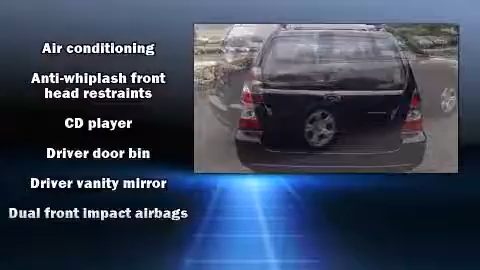 Air conditioning
Anti-whiplash front
head restraints
CD player
Driver door bin
Driver vanity mirror
Dual front impact airbags